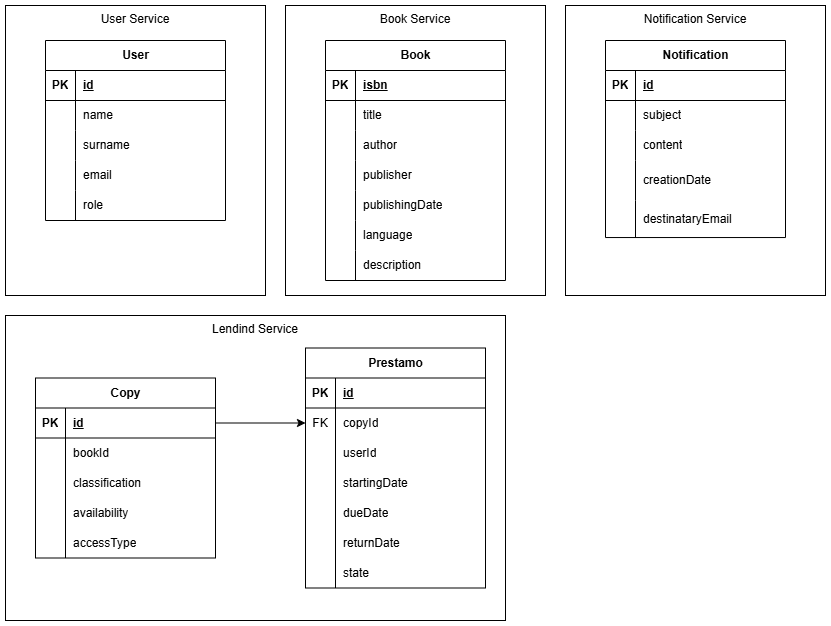 User Service
User
PK id
name
surname
email
role
Book Service
Book
PK isbn
title
author
publisher
publishingDate
language
description
Notification Service
Notification
PK id
subject
content
creationDate
destinataryEmail
Lendind Service
Copy
PK id
bookId
classification
availability
accessType
Prestamo
PK id
FK copyId
userId
startingDate
dueDate
returnDate
state